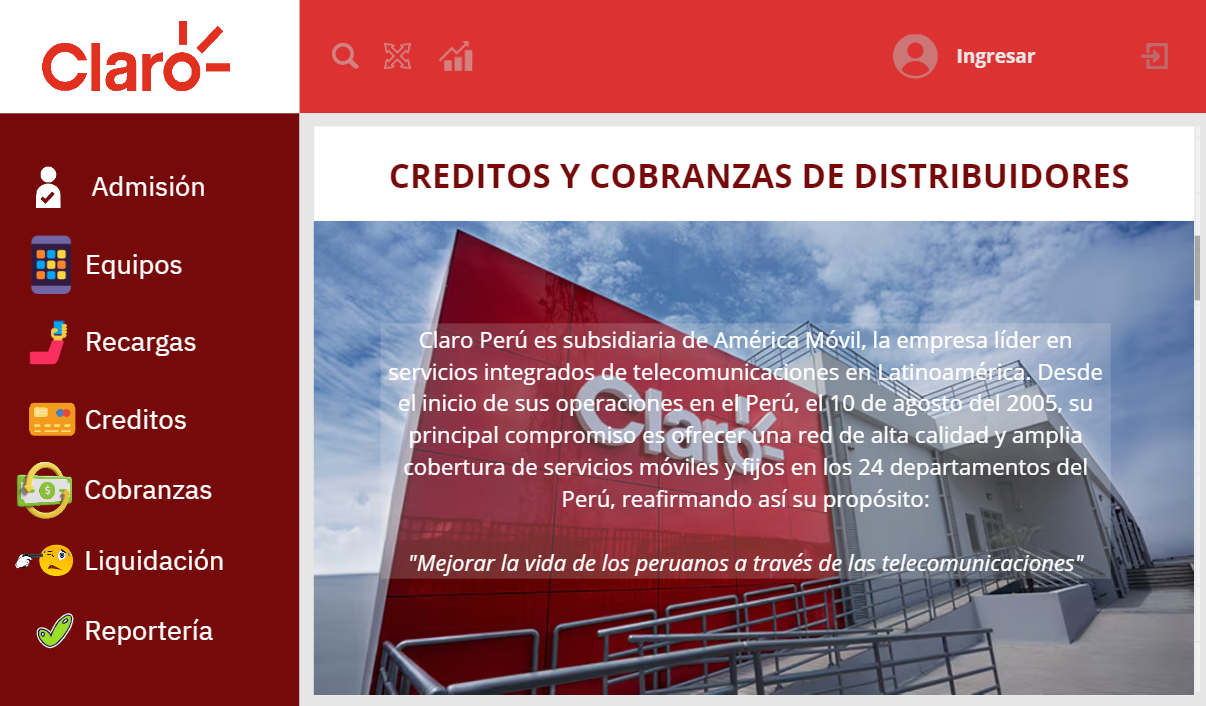 Claro
Ingresar
Admisión
Equipos
Recargas
Creditos
Cobranzas
Liquidación
Reportería
CREDITOS Y COBRANZAS DE DISTRIBUIDORES
Claro Perú es subsidiaria de América Móvil, la empresa líder en
servicios integrados de telecomunicaciones en Latinoamérica. Desde
el inicio de sus operaciones en el Perú, el 10 de agosto del 2005, su
principal compromiso es ofrecer una red de alta calidad y amplia
cobertura de servicios móviles y fijos en los 24 departamentos del
Perú, reafirmando así su propósito:
"Mejorar la vida de los peruanos a través de las telecomunicaciones"
Claro